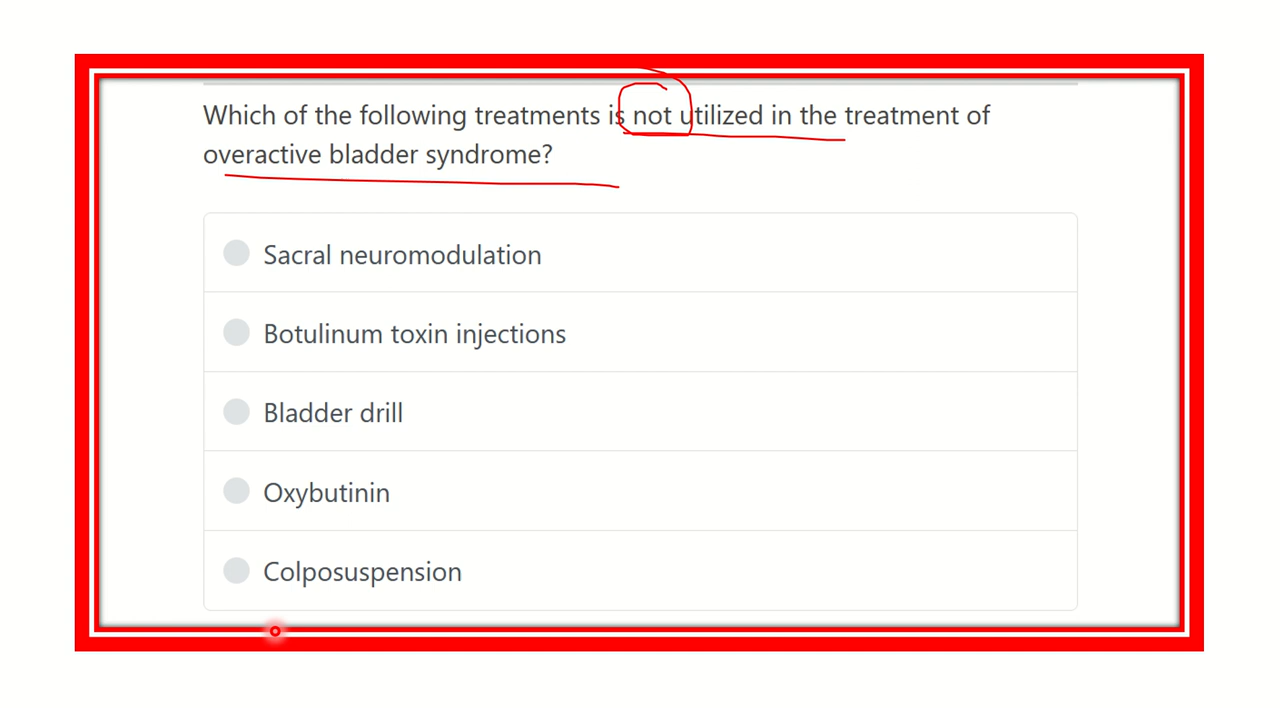 Which of the following treatments is not utilized in the treatment of
overactive bladder syndrome?
Sacral neuromodulation
Botulinum toxin injections
Bladder drill
Oxybutinin
Colposuspension